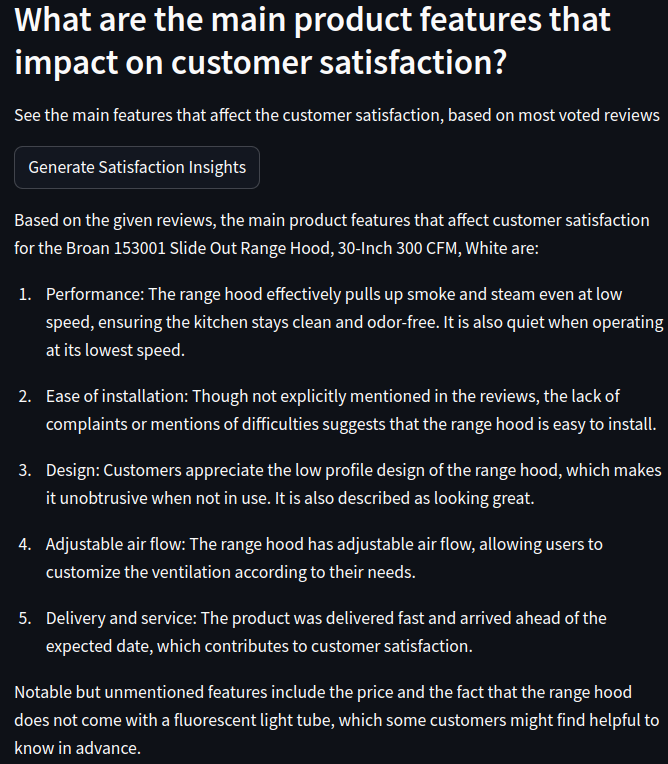 What are the main product features that
impact on customer satisfaction?
See the main features that affect the customer satisfaction, based on most voted reviews
Generate Satisfaction Insights
Based on the given reviews, the main product features that affect customer satisfaction
for the Broan 153001 Slide Out Range Hood, 30-Inch 300 CFM, White are:
1. Performance: The range hood effectively pulls up smoke and steam even at low
speed, ensuring the kitchen stays clean and odor-free. It is also quiet when operating
at its lowest speed.
2. Ease of installation: Though not explicitly mentioned in the reviews, the lack of
complaints or mentions of difficulties suggests that the range hood is easy to install.
3. Design: Customers appreciate the low profile design of the range hood, which makes
it unobtrusive when not in use. It is also described as looking great.
4. Adjustable air flow: The range hood has adjustable air flow, allowing users to
customize the ventilation according to their needs.
5. Delivery and service: The product was delivered fast and arrived ahead of the
expected date, which contributes to customer satisfaction.
Notable but unmentioned features include the price and the fact that the range hood
does not come with a fluorescent light tube, which some customers might find helpful to
know in advance.